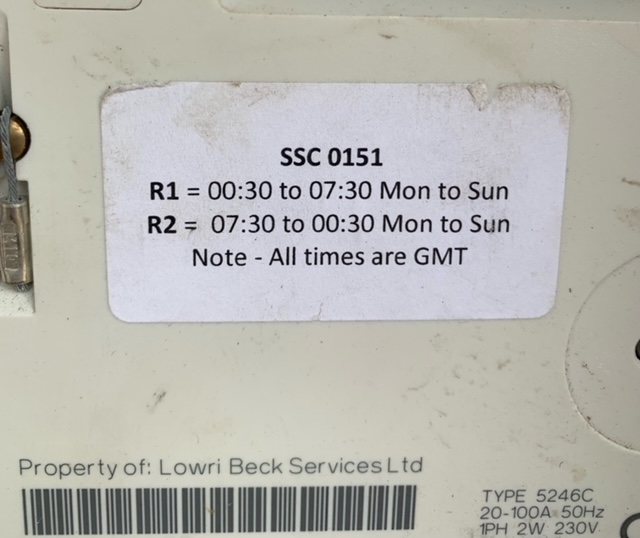 SSC 0151
R1 = 00:30 to 07:30 Mon to Sun
R2 = 07:30 to 00:30 Mon to Sun
Note - All times are GMT
Property of: Lowri Beck Services Ltd
TYPE 5246C
20-100A 50Hz
1PH 2W 230V